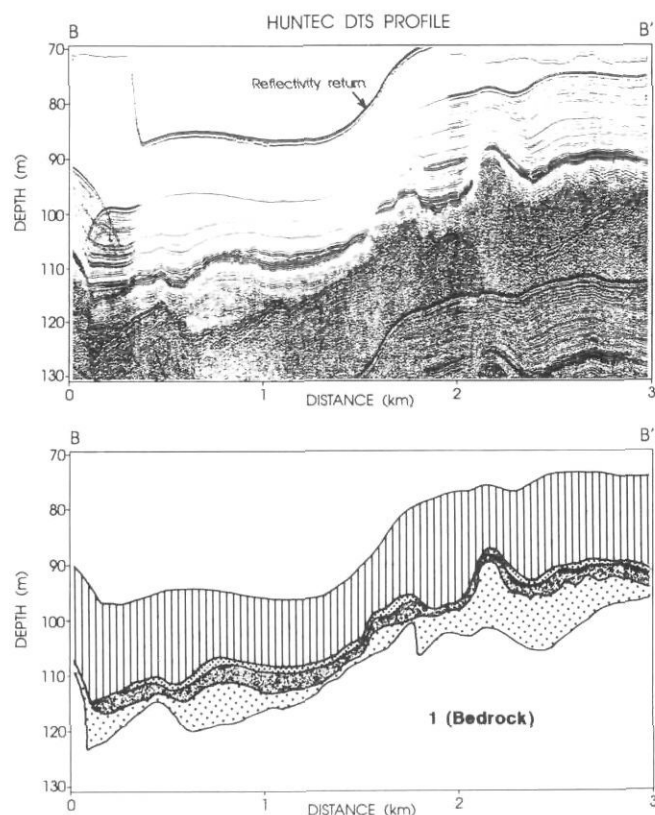 HUNTEC DTS PROFILE
B B'
70
80
90
100
110
120
130
DEPTH (m)
Reflectivity return
0 1 2 3
DISTANCE (km)
B B'
70
80
90
100
110
120
130
DEPTH (m)
1 (Bedrock)
0 1 2 3
DISTANCE (km)